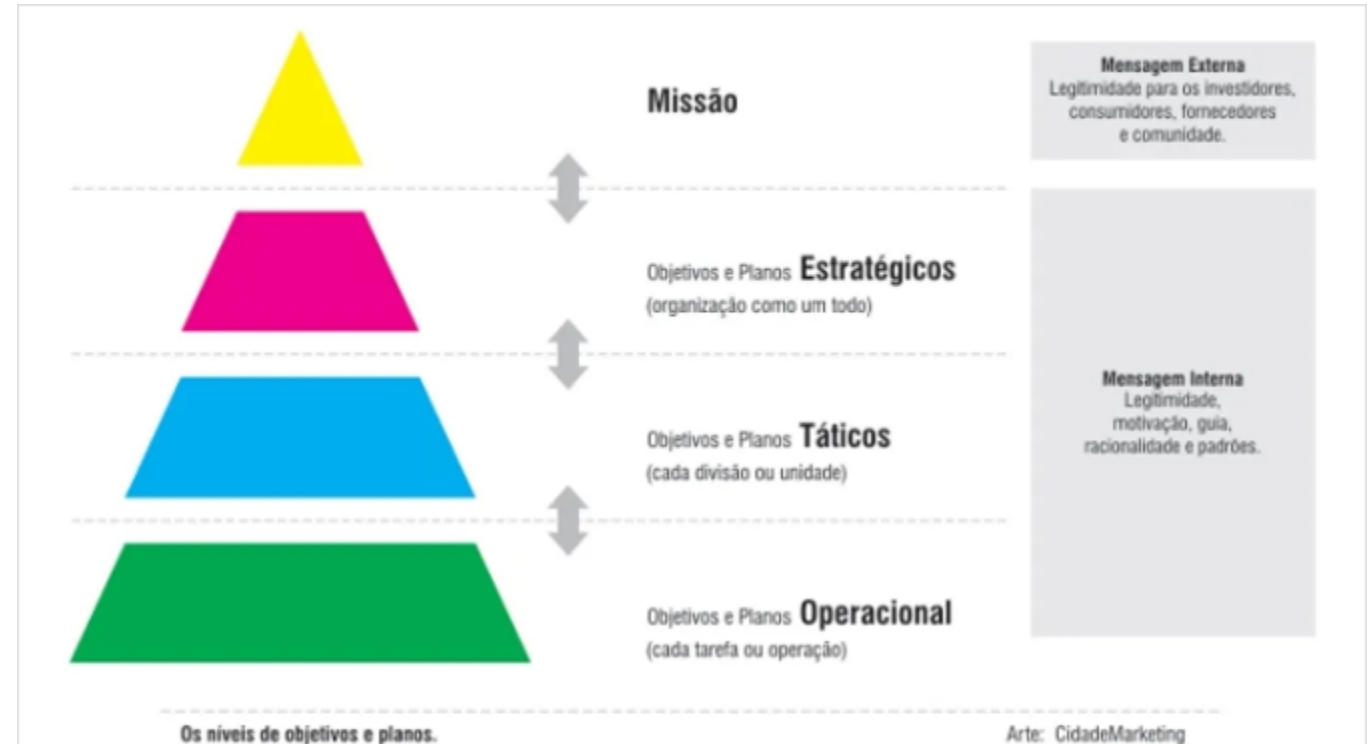 Missão
Mensagem Externa
Legitimidade para os investidores,
consumidores, fornecedores
e comunidade.
Objetivos e Planos Estratégicos
(organização como um todo)
Objetivos e Planos Táticos
(cada divisão ou unidade)
Mensagem Interna
Legitimidade,
motivação, guia,
racionalidade e padrões.
Objetivos e Planos Operacional
(cada tarefa ou operação)
Os níveis de objetivos e planos.
Arte: CidadeMarketing